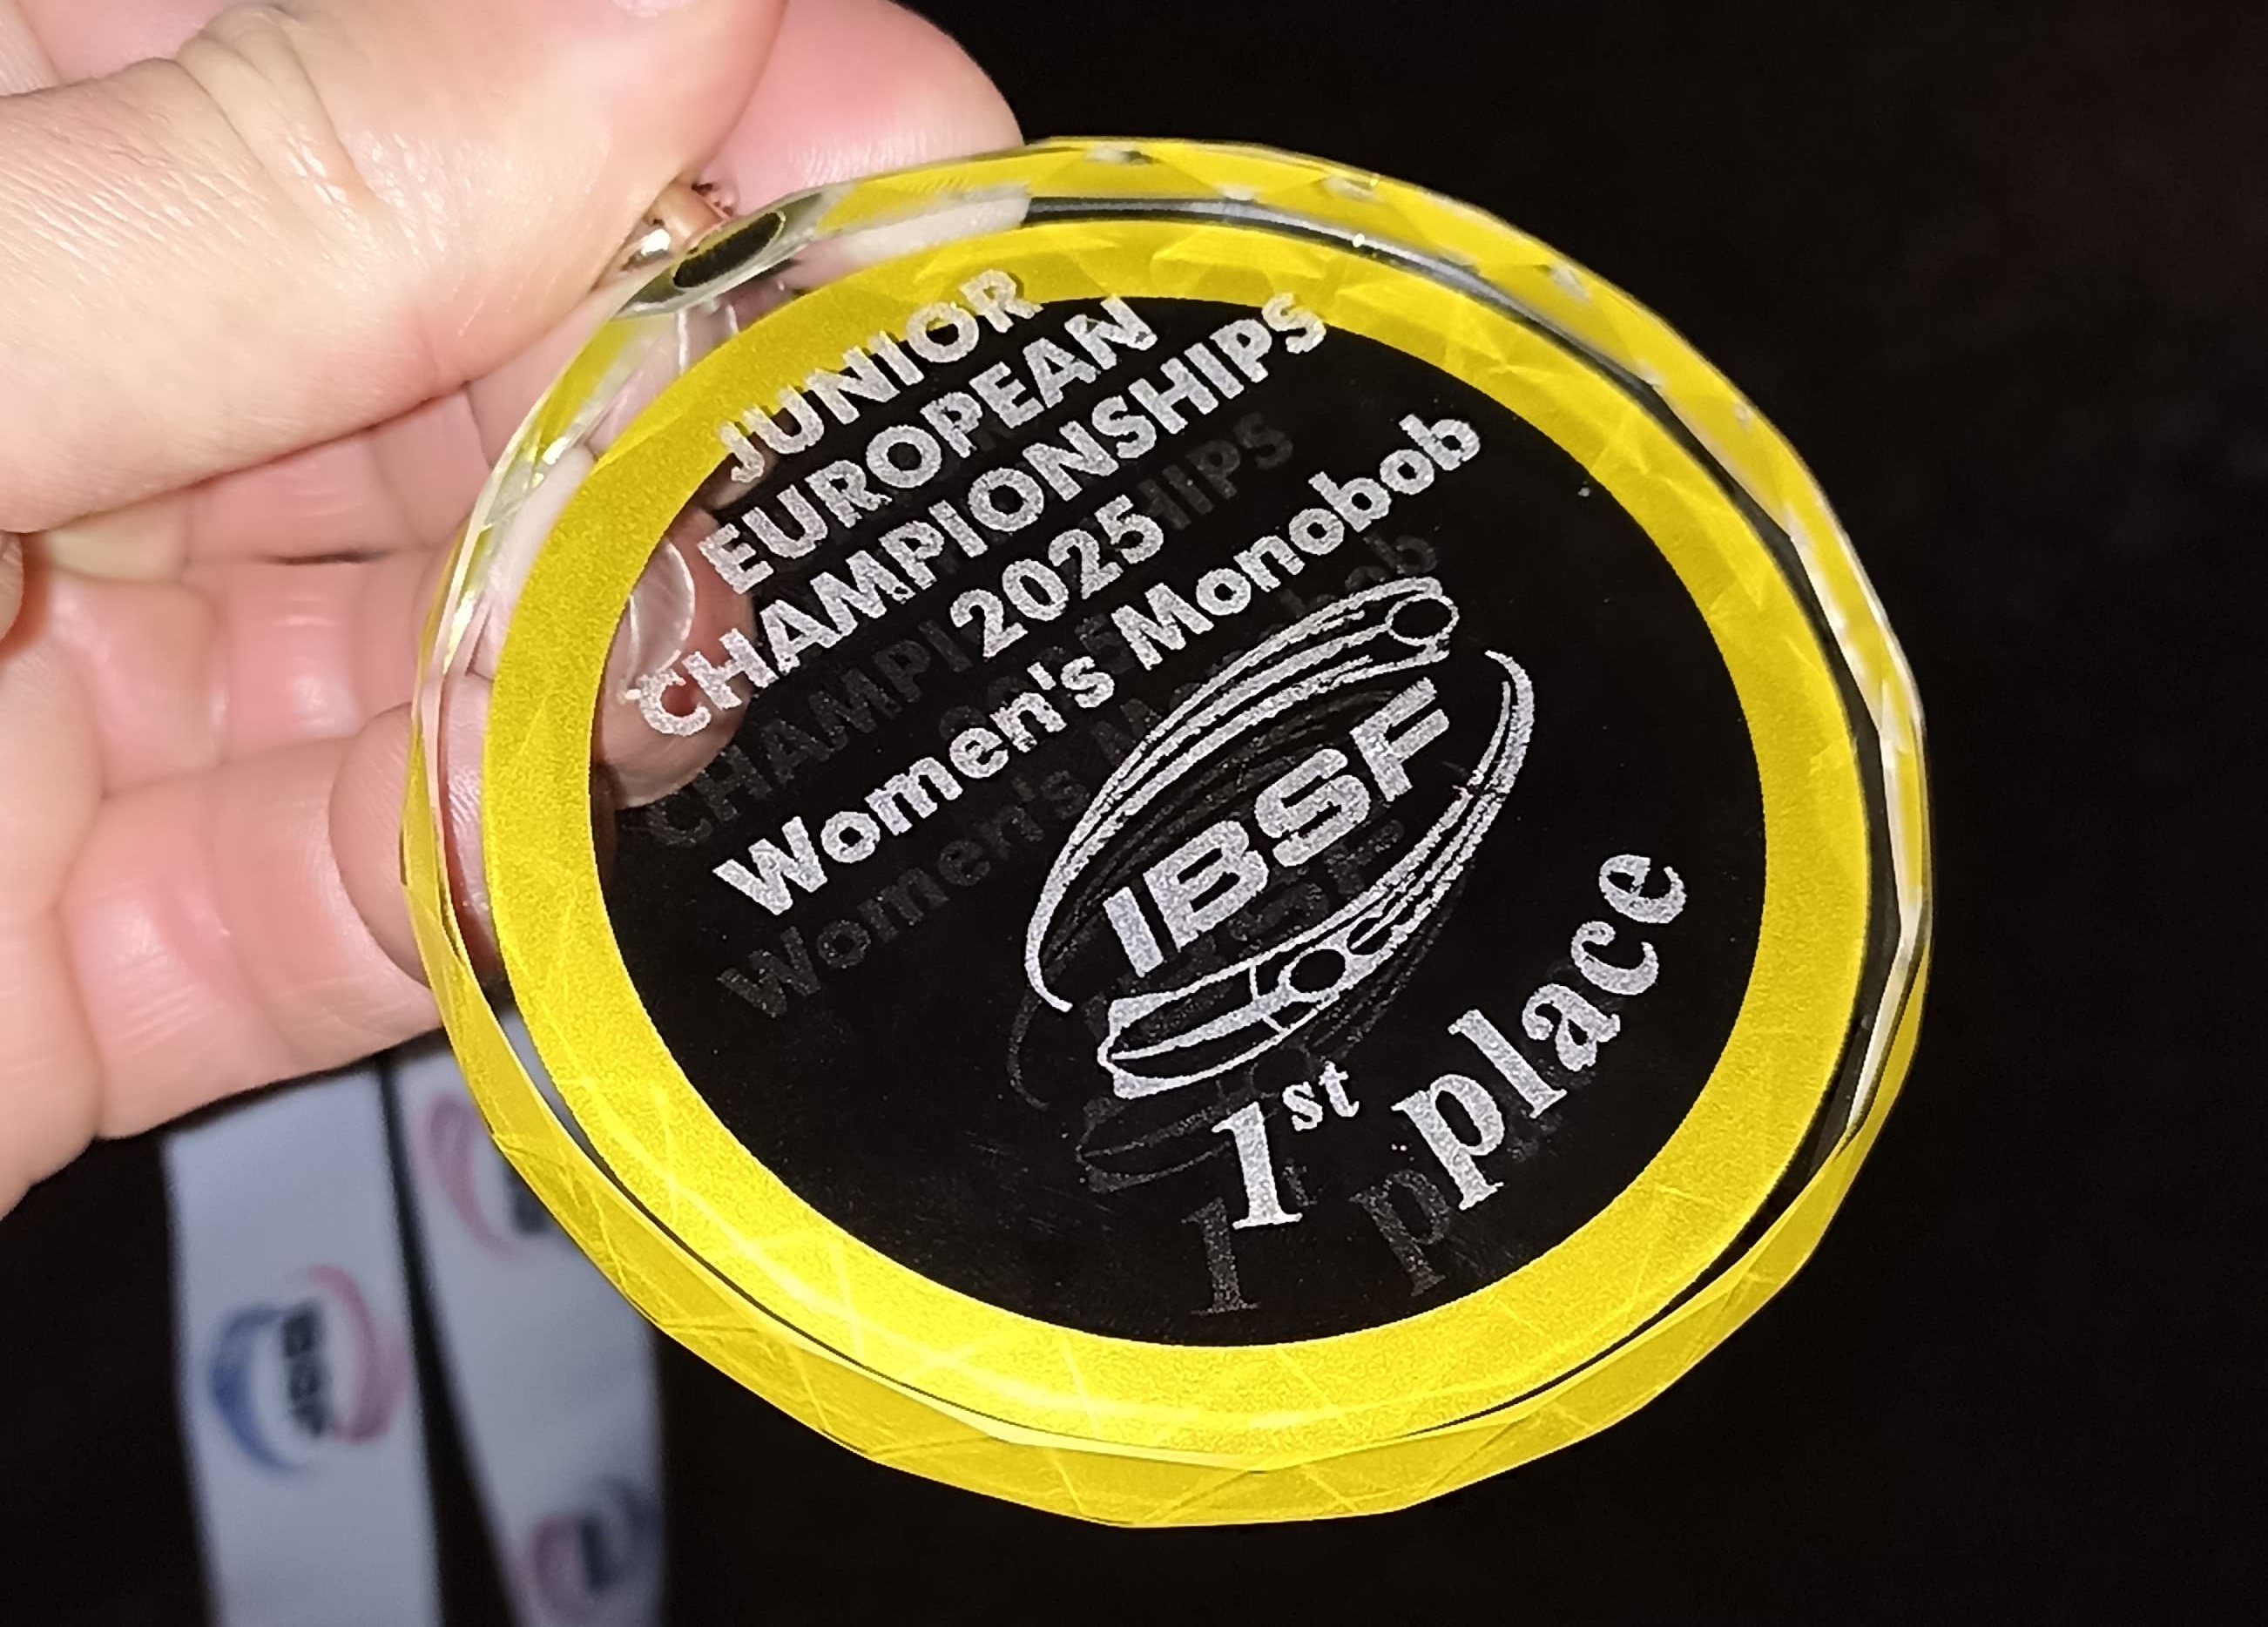 JUNIOR
EUROPEAN
CHAMPIONSHIPS
2025
Women's Monobob
IBSF
1st place